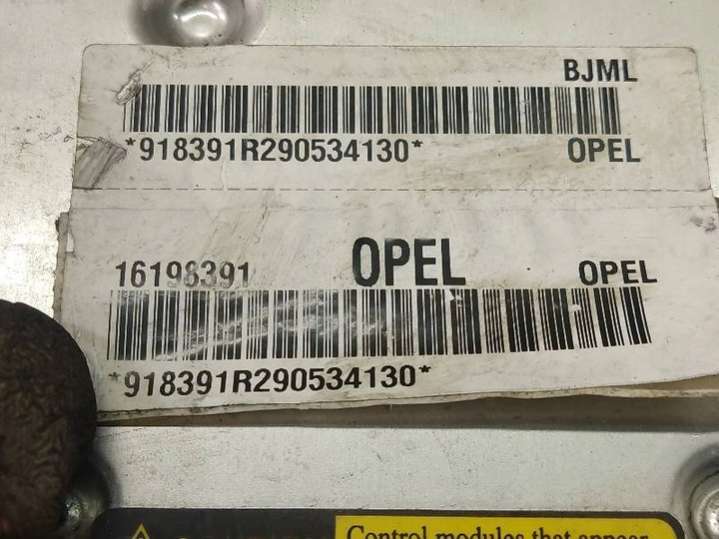 BJML
*918391R290534130* OPEL
16198391 OPEL OPEL
*918391R290534130*
Control modules that appear